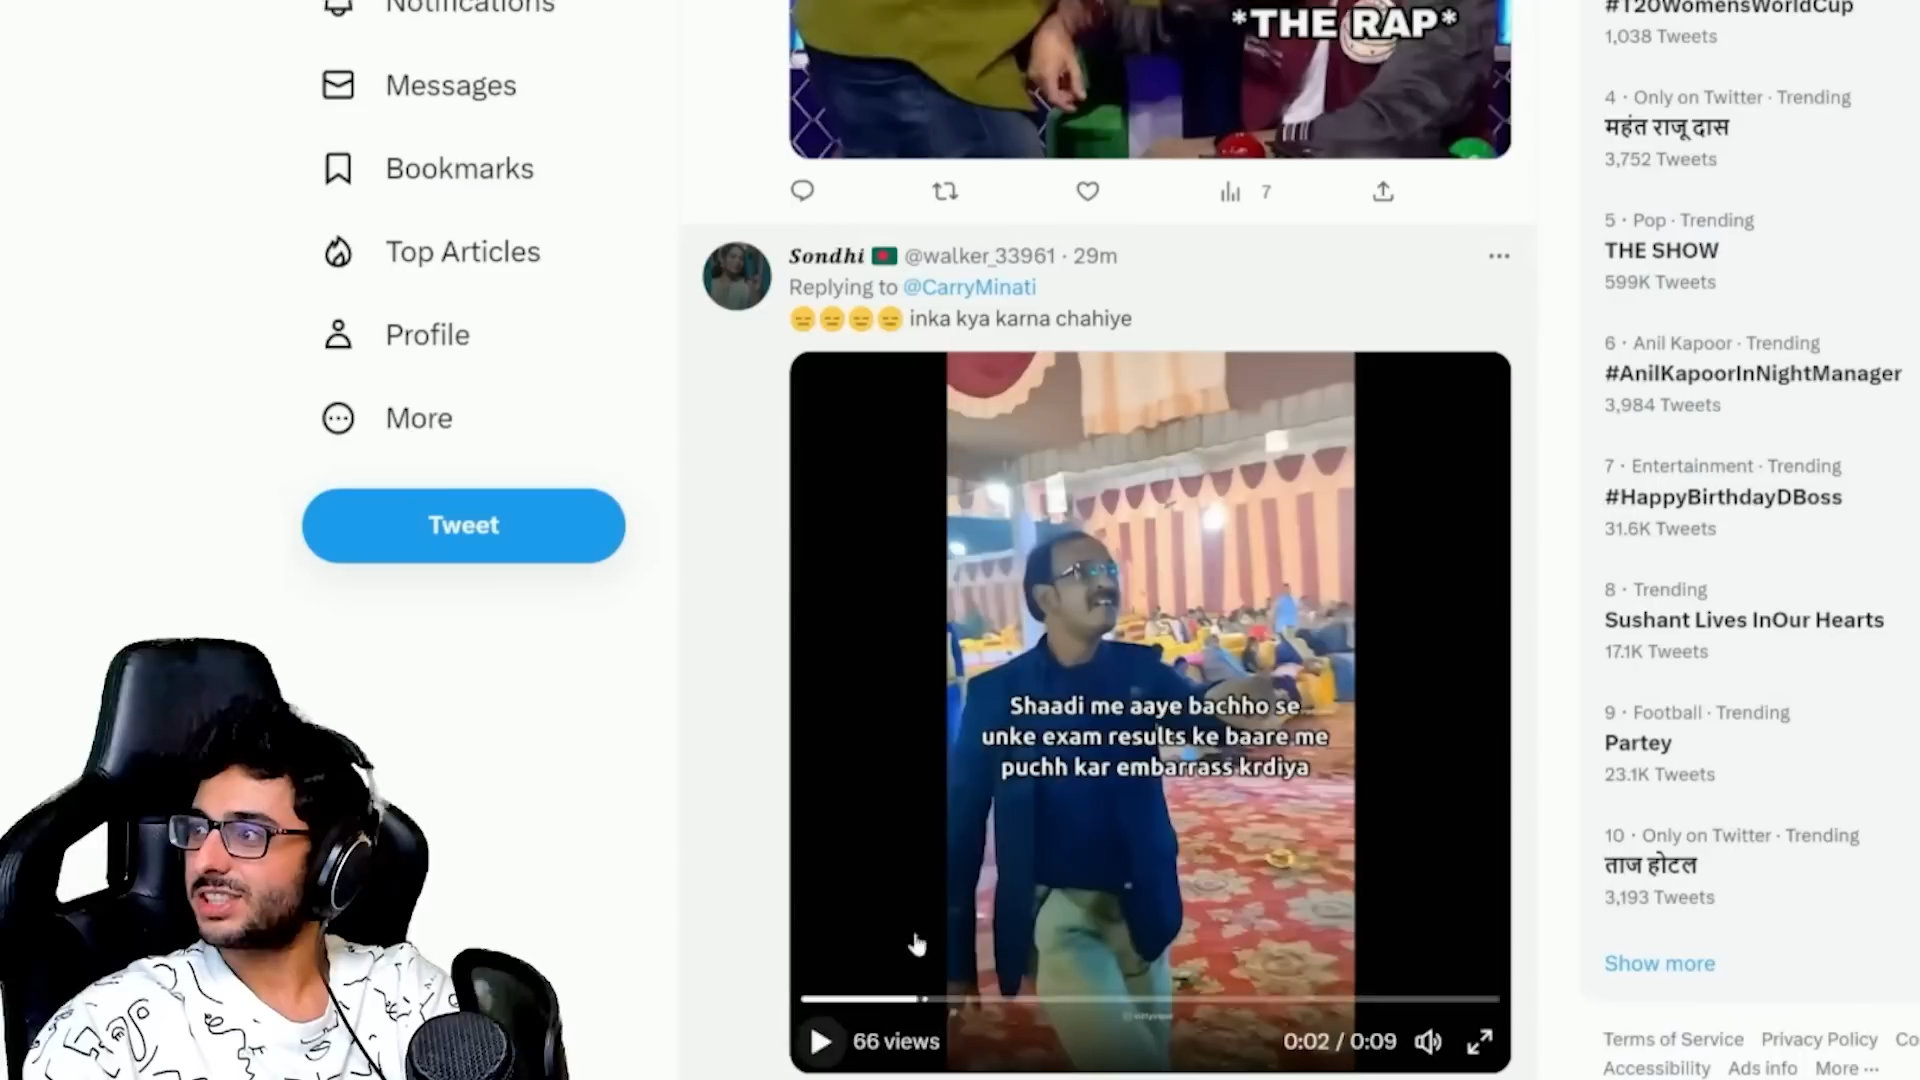 Notifications
Messages
Bookmarks
Top Articles
Profile
More
Tweet
*THE RAP*
7
Sondhi 🇧🇩 @walker_33961 · 29m
Replying to @CarryMinati
😑😑😑😑 inka kya karna chahiye
Shaadi me aaye bachho se
unke exam results ke baare me
puchh kar embarrass krdiya
66 views
0:02 / 0:09
#T20WomensWorldCup
1,038 Tweets
4 · Only on Twitter · Trending
महंत राजू दास
3,752 Tweets
5 · Pop · Trending
THE SHOW
599K Tweets
6 · Anil Kapoor · Trending
#AnilKapoorInNightManager
3,984 Tweets
7 · Entertainment · Trending
#HappyBirthdayDBoss
31.6K Tweets
8 · Trending
Sushant Lives InOur Hearts
17.1K Tweets
9 · Football · Trending
Partey
23.1K Tweets
10 · Only on Twitter · Trending
ताज होटल
3,193 Tweets
Show more
Terms of Service Privacy Policy Co
Accessibility Ads info More ···